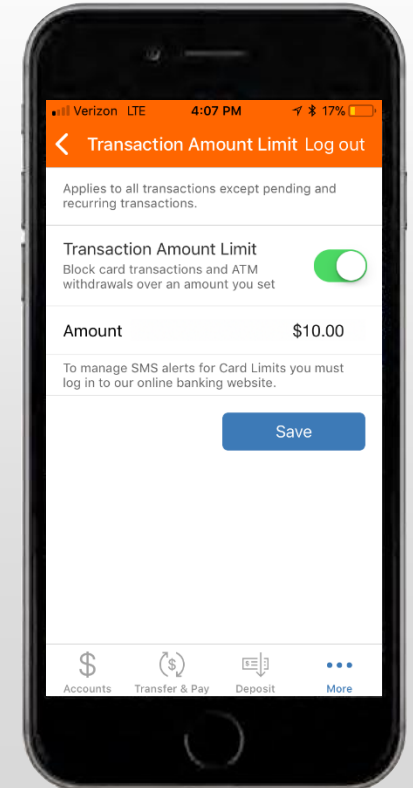 Verizon LTE 4:07 PM 17%
Transaction Amount Limit Log out
Applies to all transactions except pending and
recurring transactions.
Transaction Amount Limit
Block card transactions and ATM
withdrawals over an amount you set
Amount $10.00
To manage SMS alerts for Card Limits you must
log in to our online banking website.
Save
Accounts Transfer & Pay Deposit More